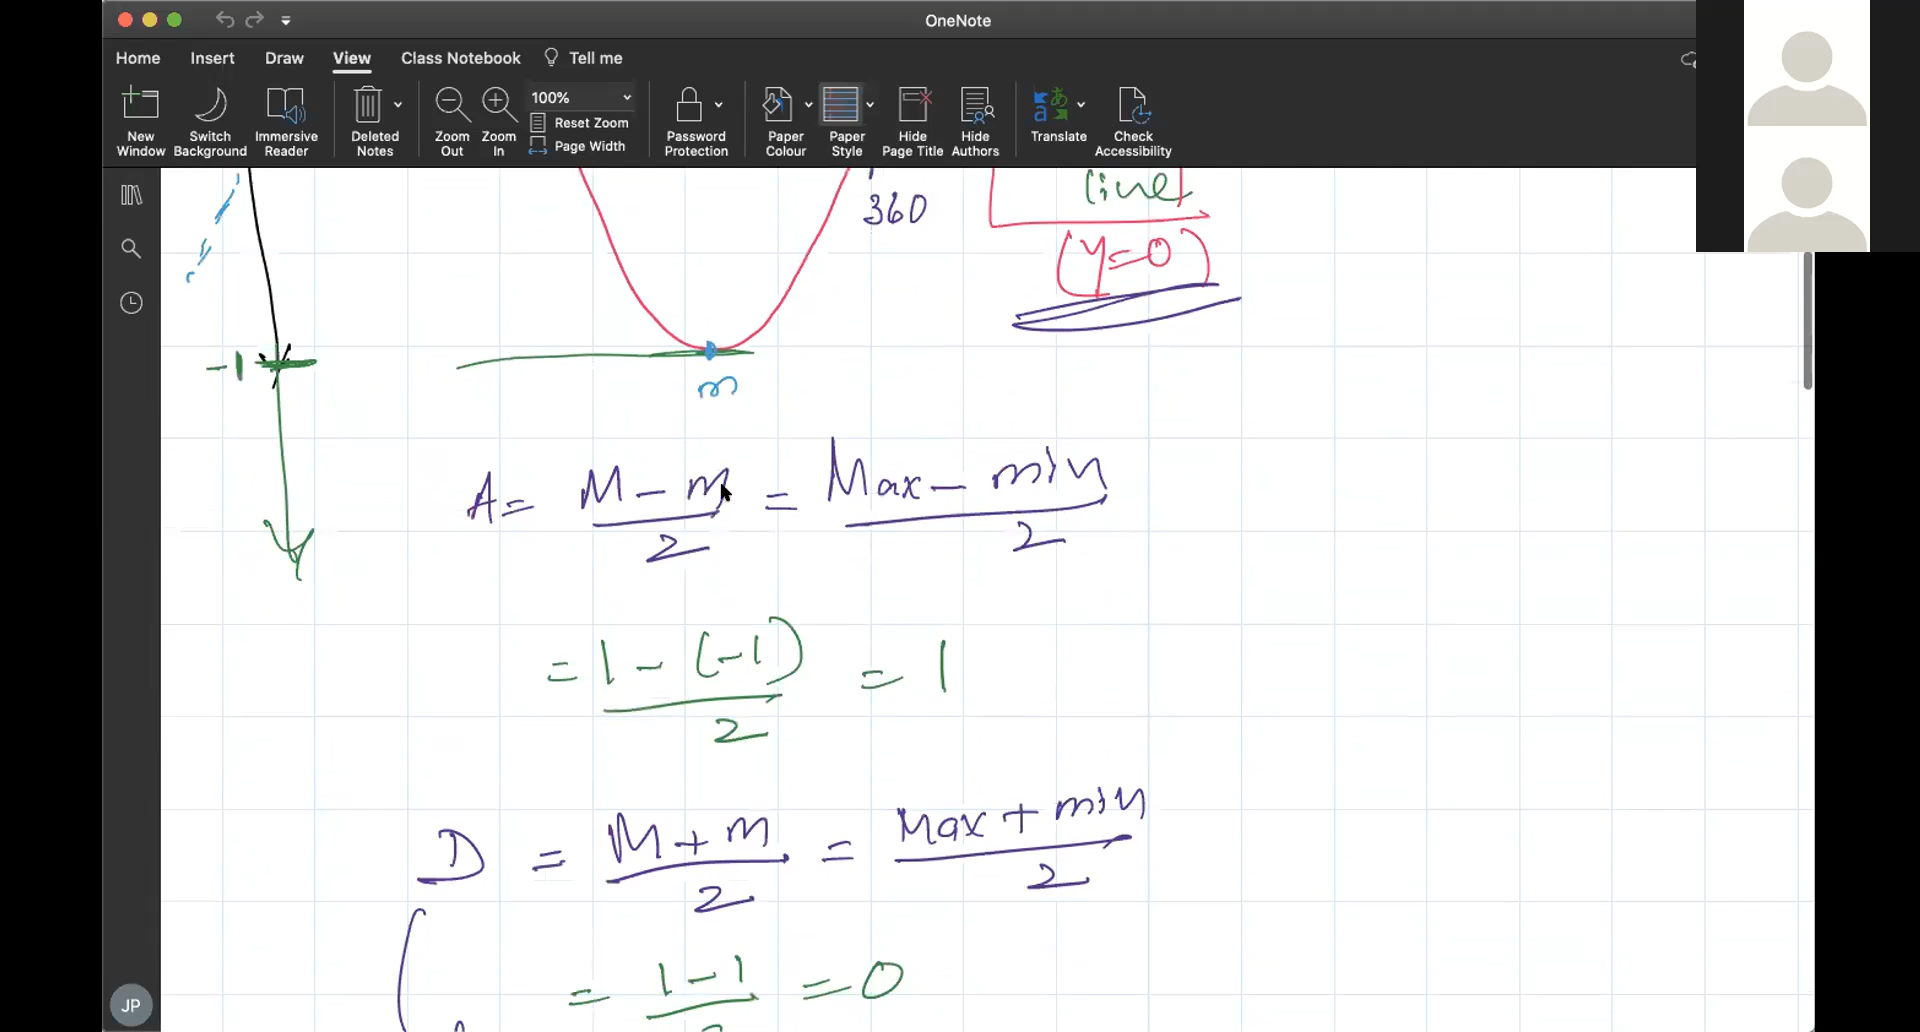 OneNote
Home Insert Draw View Class Notebook Tell me
New Window
Switch Background
Immersive Reader
Deleted Notes
Zoom Out
Zoom In
100%
Reset Zoom
Page Width
Password Protection
Paper Colour
Paper Style
Hide Page Title
Hide Authors
Translate
Check Accessibility
line
360
(y=0)
-1
m
A = M - m / 2 = Max - min / 2
= 1 - (-1) / 2 = 1
D = M + m / 2 = Max + min / 2
= 1 - 1 / 2 = 0
JP